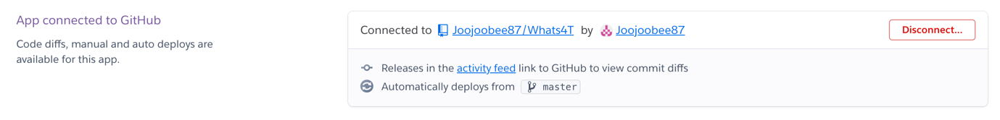 App connected to GitHub
Code diffs, manual and auto deploys are
available for this app.
Connected to Joojoobee87/Whats4T by Joojoobee87
Disconnect...
Releases in the activity feed link to GitHub to view commit diffs
Automatically deploys from master